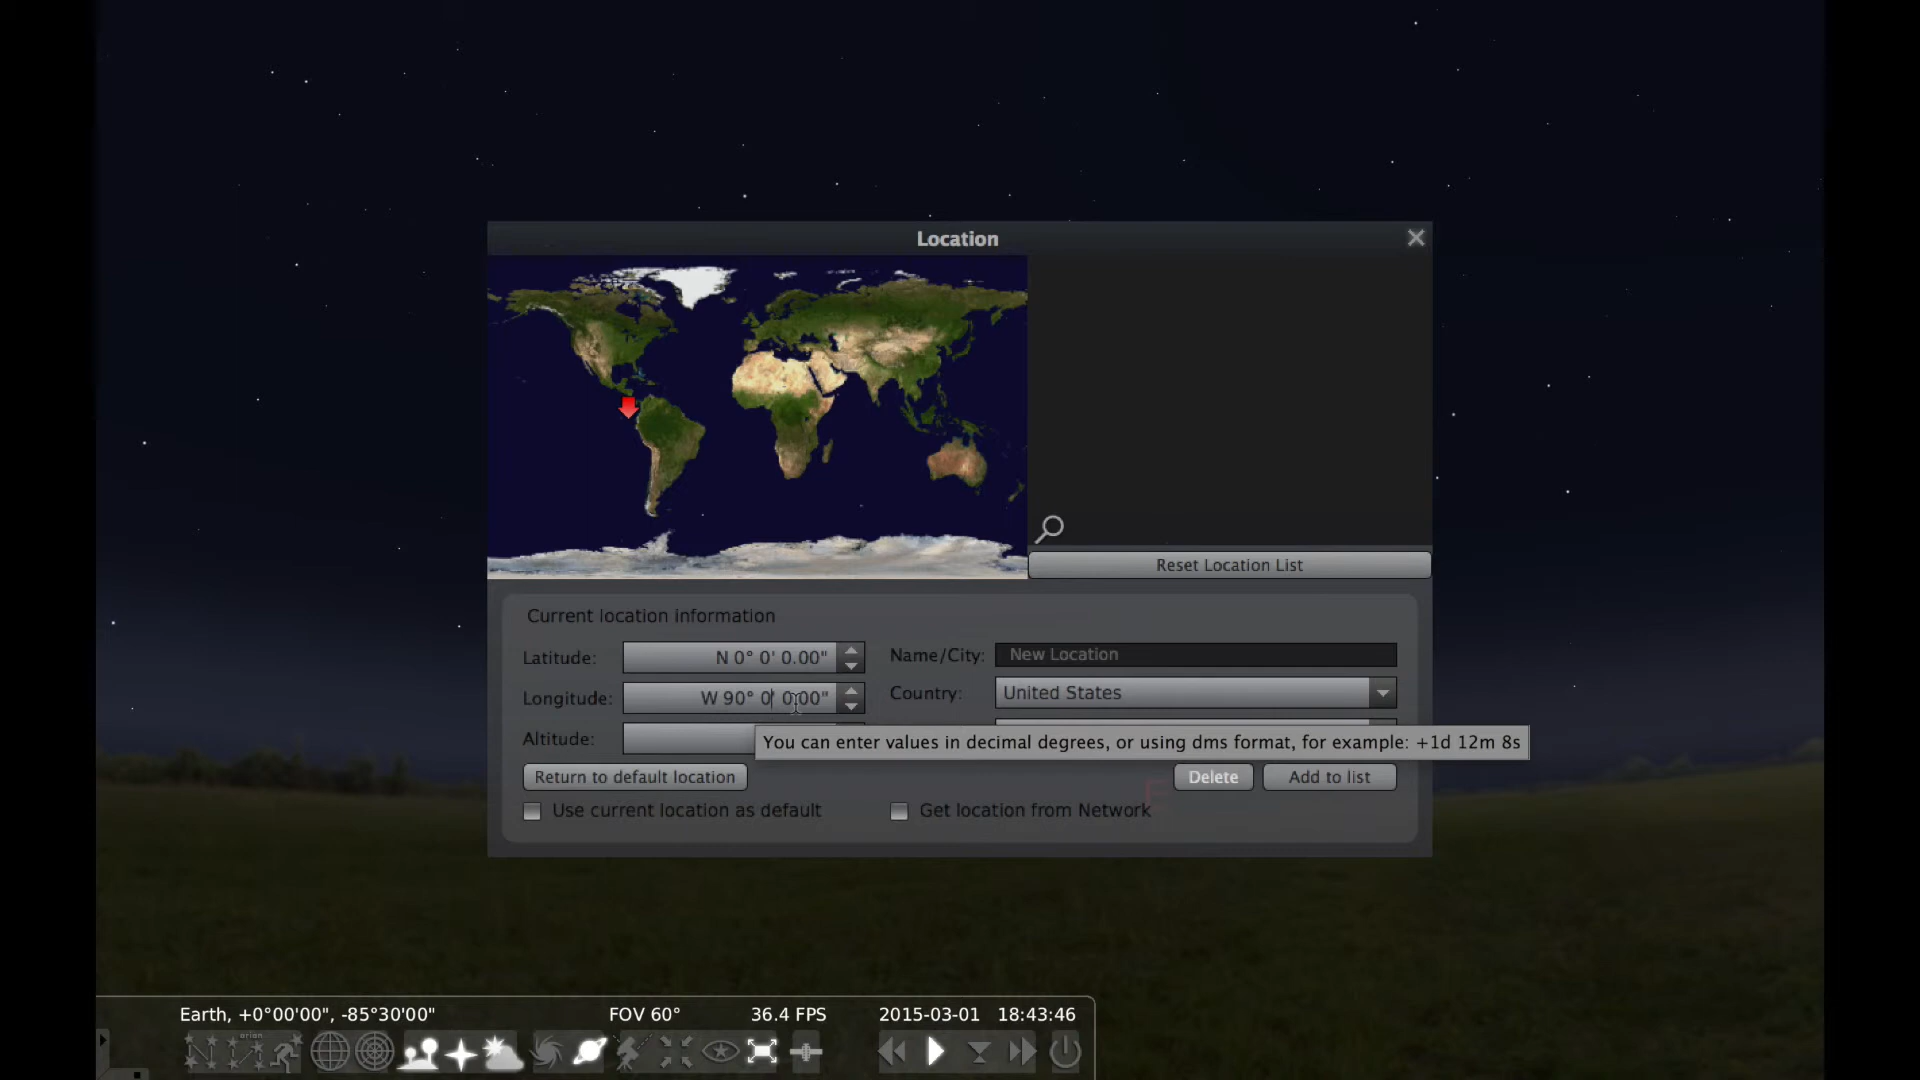 Location
Reset Location List
Current location information
Latitude: N 0° 0' 0.00"
Name/City: New Location
Longitude: W 90° 0' 0.00"
Country: United States
Altitude:
You can enter values in decimal degrees, or using dms format, for example: +1d 12m 8s
Return to default location
Delete
Add to list
Use current location as default
Get location from Network
E
Earth, +0°00'00", -85°30'00"
FOV 60°
36.4 FPS
2015-03-01 18:43:46
orion